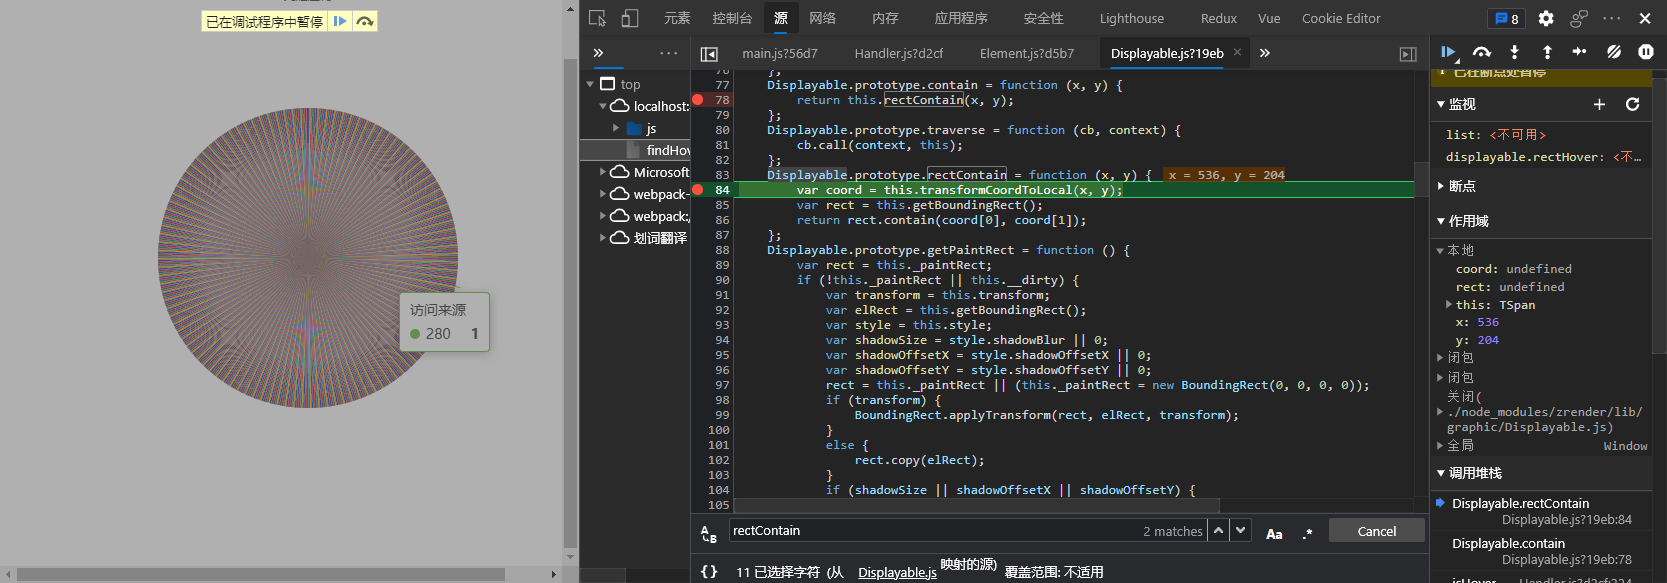 已在调试程序中暂停
访问来源
280 1
元素 控制台 源 网络 内存 应用程序 安全性 Lighthouse Redux Vue Cookie Editor 8
main.js?56d7 Handler.js?d2cf Element.js?d5b7 Displayable.js?19eb
top
localhost:
js
findHov
Microsoft
webpack-
webpack:/
划词翻译
76 };
77 Displayable.prototype.contain = function (x, y) {
78 return this.rectContain(x, y);
79 };
80 Displayable.prototype.traverse = function (cb, context) {
81 cb.call(context, this);
82 };
83 Displayable.prototype.rectContain = function (x, y) { x = 536, y = 204
84 var coord = this.transformCoordToLocal(x, y);
85 var rect = this.getBoundingRect();
86 return rect.contain(coord[0], coord[1]);
87 };
88 Displayable.prototype.getPaintRect = function () {
89 var rect = this._paintRect;
90 if (!this._paintRect || this.__dirty) {
91 var transform = this.transform;
92 var elRect = this.getBoundingRect();
93 var style = this.style;
94 var shadowSize = style.shadowBlur || 0;
95 var shadowOffsetX = style.shadowOffsetX || 0;
96 var shadowOffsetY = style.shadowOffsetY || 0;
97 rect = this._paintRect || (this._paintRect = new BoundingRect(0, 0, 0, 0));
98 if (transform) {
99 BoundingRect.applyTransform(rect, elRect, transform);
100 }
101 else {
102 rect.copy(elRect);
103 }
104 if (shadowSize || shadowOffsetX || shadowOffsetY) {
105
rectContain 2 matches Aa .* Cancel
{} 11 已选择字符 (从 Displayable.js 映射的源) 覆盖范围: 不适用
已在断点处暂停
监视
list: <不可用>
displayable.rectHover: <不…
断点
作用域
本地
coord: undefined
rect: undefined
this: TSpan
x: 536
y: 204
闭包
闭包
关闭(
./node_modules/zrender/lib/
graphic/Displayable.js)
全局 Window
调用堆栈
Displayable.rectContain
Displayable.js?19eb:84
Displayable.contain
Displayable.js?19eb:78
isHover Handler.js?d2cf:224